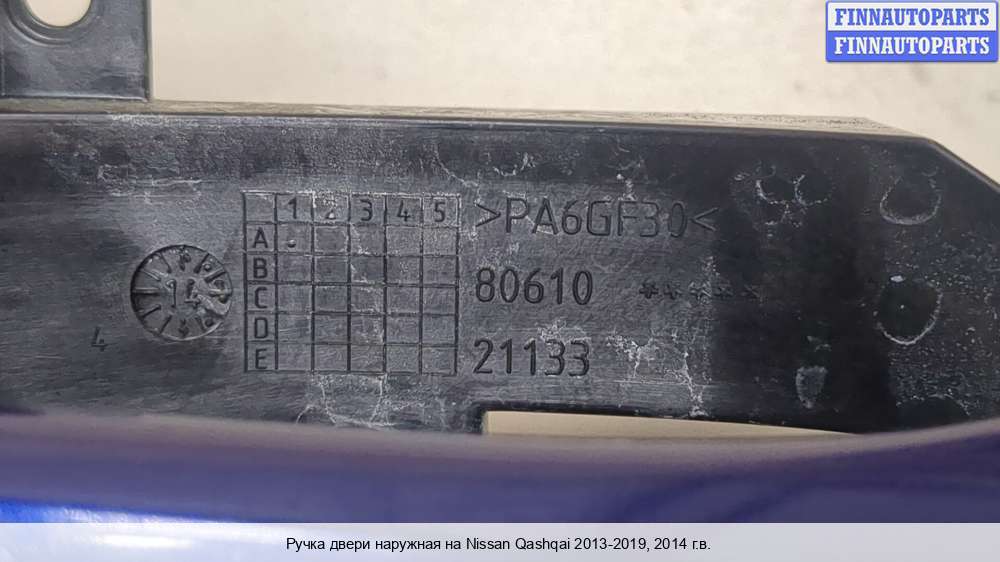 FINNAUTOPARTS
FINNAUTOPARTS
1 2 3 4 5
A
B
C
D
E
>PA6GF30<
80610 *****
21133
14
4
Ручка двери наружная на Nissan Qashqai 2013-2019, 2014 г.в.